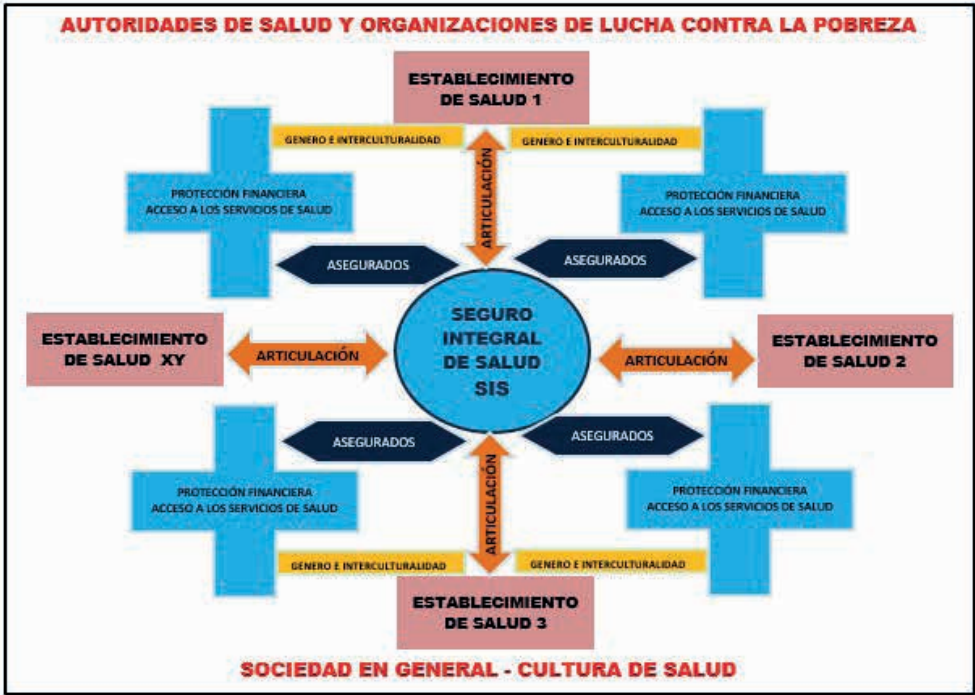 AUTORIDADES DE SALUD Y ORGANIZACIONES DE LUCHA CONTRA LA POBREZA
ESTABLECIMIENTO
DE SALUD 1
GENERO E INTERCULTURALIDAD
GENERO E INTERCULTURALIDAD
PROTECCIÓN FINANCIERA
ACCESO A LOS SERVICIOS DE SALUD
ARTICULACIÓN
PROTECCIÓN FINANCIERA
ACCESO A LOS SERVICIOS DE SALUD
ASEGURADOS
ASEGURADOS
ESTABLECIMIENTO
DE SALUD XY
ARTICULACIÓN
SEGURO
INTEGRAL
DE SALUD
SIS
ARTICULACIÓN
ESTABLECIMIENTO
DE SALUD 2
ASEGURADOS
ASEGURADOS
PROTECCIÓN FINANCIERA
ACCESO A LOS SERVICIOS DE SALUD
ARTICULACIÓN
PROTECCIÓN FINANCIERA
ACCESO A LOS SERVICIOS DE SALUD
GENERO E INTERCULTURALIDAD
GENERO E INTERCULTURALIDAD
ESTABLECIMIENTO
DE SALUD 3
SOCIEDAD EN GENERAL - CULTURA DE SALUD